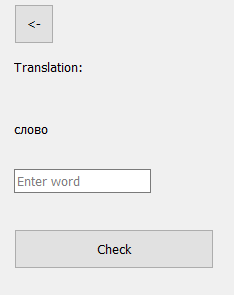 <-
Translation:
слово
Enter word
Check